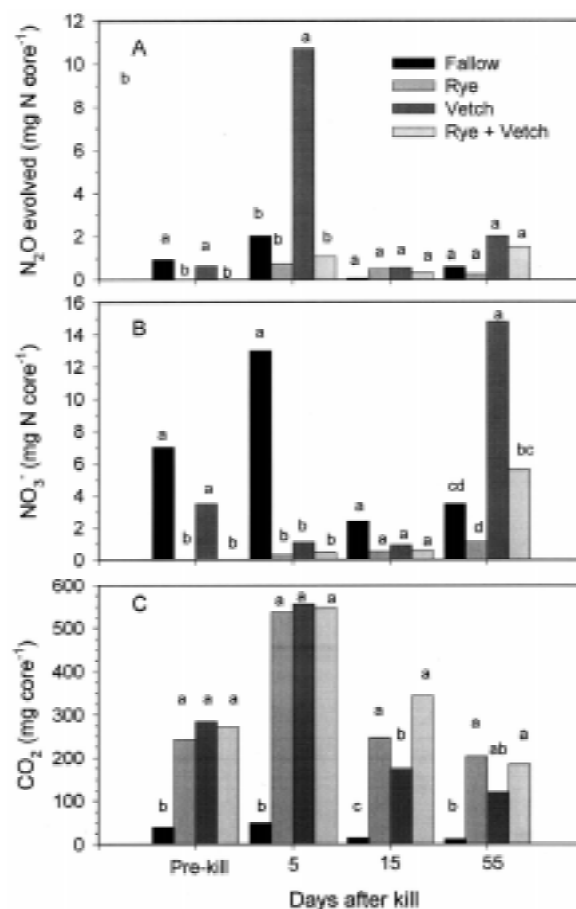 A
b
Fallow
Rye
Vetch
Rye + Vetch
N₂O evolved (mg N core⁻¹)
12
10
8
6
4
2
0
a b a b
b b a b
a a a a
a a a a
B
NO₃⁻ (mg N core⁻¹)
16
14
12
10
8
6
4
2
0
a b a b
a b b b
a a a a
cd d a bc
C
CO₂ (mg core⁻¹)
600
500
400
300
200
100
0
b a a a
b a a a
c a b a
b a ab a
Pre-kill 5 15 55
Days after kill